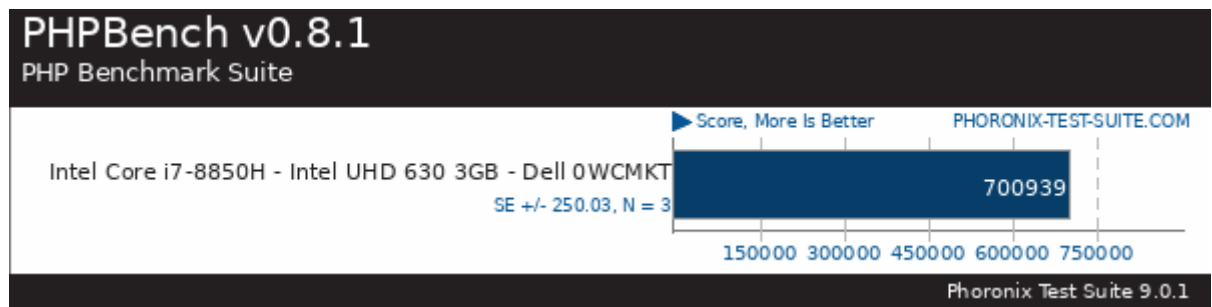 PHPBench v0.8.1
PHP Benchmark Suite
Score, More Is Better PHORONIX-TEST-SUITE.COM
Intel Core i7-8850H - Intel UHD 630 3GB - Dell 0WCMKT
700939
SE +/- 250.03, N = 3
150000 300000 450000 600000 750000
Phoronix Test Suite 9.0.1